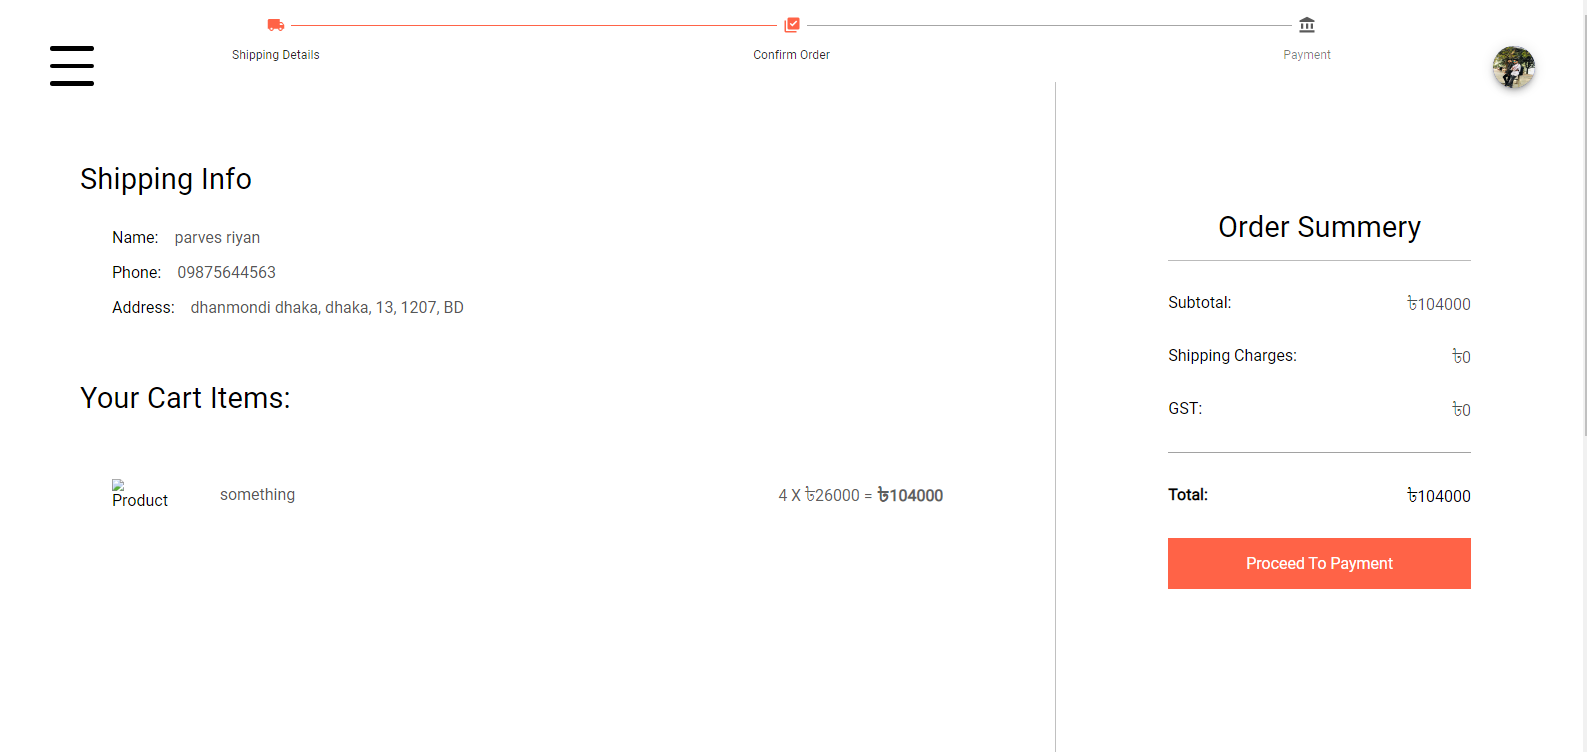 Shipping Details
Confirm Order
Payment
Shipping Info
Name: parves riyan
Phone: 09875644563
Address: dhanmondi dhaka, dhaka, 13, 1207, BD
Your Cart Items:
Product something 4 X ৳26000 = ৳104000
Order Summery
Subtotal: ৳104000
Shipping Charges: ৳0
GST: ৳0
Total: ৳104000
Proceed To Payment